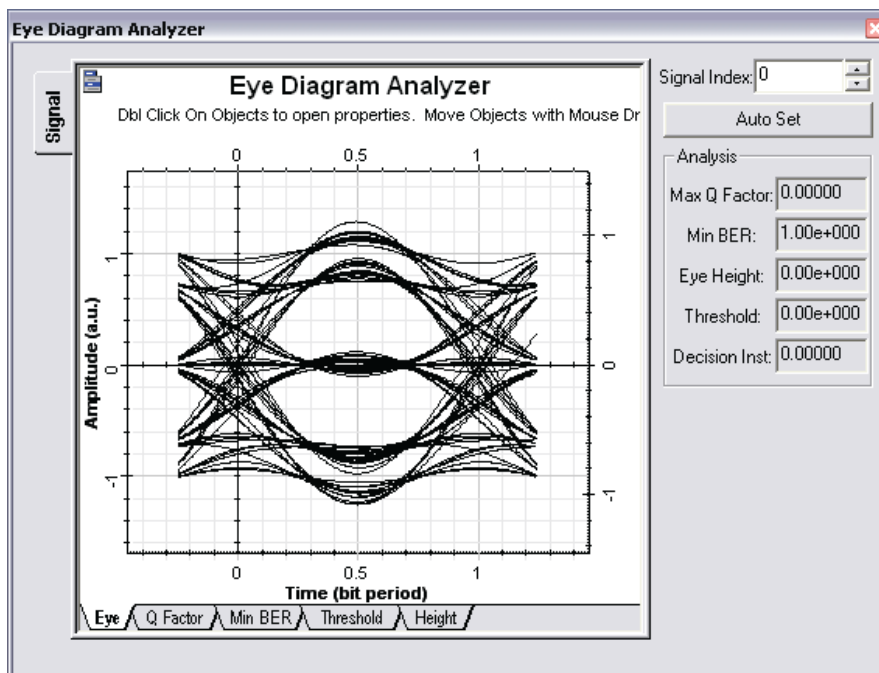 Eye Diagram Analyzer
Signal
Eye Diagram Analyzer
Dbl Click On Objects to open properties. Move Objects with Mouse Dr
0 0.5 1
1
0
-1
Amplitude (a.u.)
1
0
-1
0 0.5 1
Time (bit period)
Eye Q Factor Min BER Threshold Height
Signal Index: 0
Auto Set
Analysis
Max Q Factor: 0.00000
Min BER: 1.00e+000
Eye Height: 0.00e+000
Threshold: 0.00e+000
Decision Inst: 0.00000